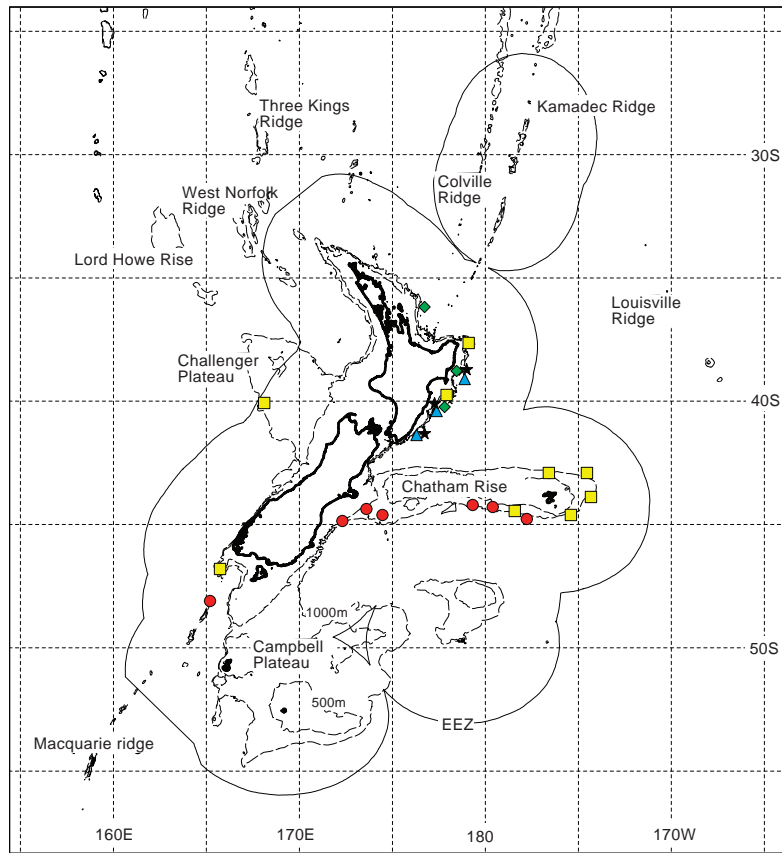 Three Kings
Ridge
Kamadec Ridge
30S
Colville
Ridge
West Norfolk
Ridge
Lord Howe Rise
Louisville
Ridge
Challenger
Plateau
40S
Chatham Rise
1000m
Campbell
Plateau
50S
500m
EEZ
Macquarie ridge
160E
170E
180
170W